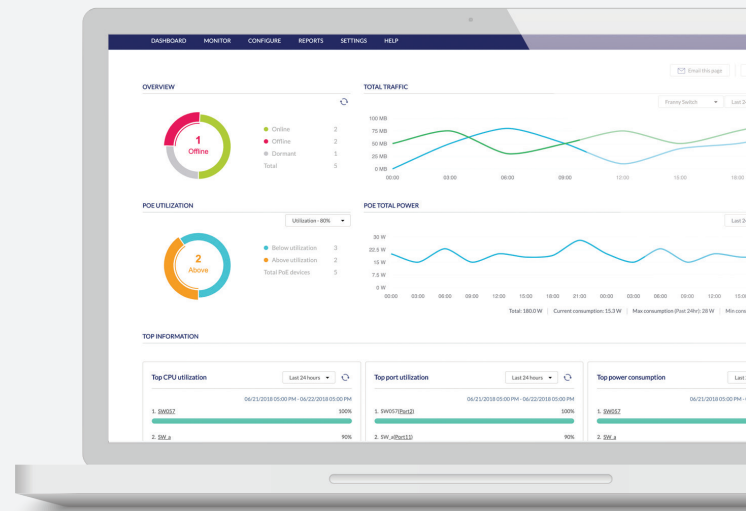 DASHBOARD MONITOR CONFIGURE REPORTS SETTINGS HELP
Email this page
OVERVIEW
TOTAL TRAFFIC
Franny Switch
Last 2
1
Offline
Online 2
Offline 2
Dormant 1
Total 5
100 MB
75 MB
50 MB
25 MB
0 MB
00:00 03:00 06:00 09:00 12:00 15:00 18:00
POE UTILIZATION
POE TOTAL POWER
Utilization - 80%
Last 2
2
Above
Below utilization 3
Above utilization 2
Total PoE devices 5
30 W
22.5 W
15 W
7.5 W
0 W
00:00 03:00 06:00 09:00 12:00 15:00 18:00 21:00 00:00 03:00 06:00 09:00 12:00 15:00
Total: 180.0 W | Current consumption: 15.3 W | Max consumption (Past 24hr): 28 W | Min cons
TOP INFORMATION
Top CPU utilization
Last 24 hours
06/21/2018 05:00 PM - 06/22/2018 05:00 PM
1. SW057 100%
2. SW_a 90%
Top port utilization
Last 24 hours
06/21/2018 05:00 PM - 06/22/2018 05:00 PM
1. SW057(Port2) 100%
2. SW_a(Port11) 90%
Top power consumption
Last
06/21/2018 05:00 PM -
1. SW057
2. SW_a